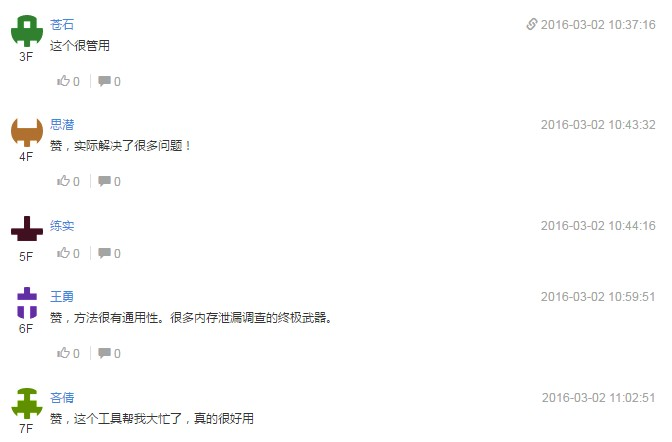 苍石 2016-03-02 10:37:16
这个很管用
3F
0 0
思潜 2016-03-02 10:43:32
赞，实际解决了很多问题！
4F
0 0
练实 2016-03-02 10:44:16
5F
0 0
王勇 2016-03-02 10:59:51
赞，方法很有通用性。很多内存泄漏调查的终极武器。
6F
0 0
吝倩 2016-03-02 11:02:51
赞，这个工具帮我大忙了，真的很好用
7F